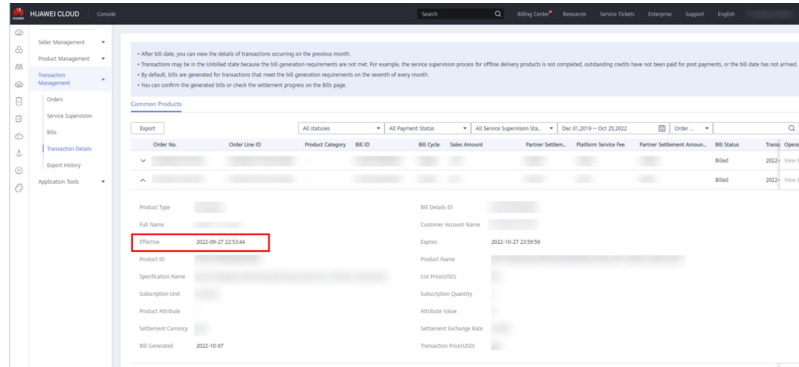 HUAWEI HUAWEI CLOUD Console Search Billing Center Resources Service Tickets Enterprise Support English
Seller Management
Product Management
Transaction Management
Orders
Service Supervision
Bills
Transaction Details
Export History
Application Tools
• After bill date, you can view the details of transactions occurring on the previous month.
• Transactions may be in the Unbilled state because the bill generation requirements are not met. For example, the service supervision process for offline delivery products is not completed, outstanding credits have not been paid for post payments, or the bill date has not arrived.
• By default, bills are generated for transactions that meet the bill generation requirements on the seventh of every month.
• You can confirm the generated bills or check the settlement progress on the Bills page.
Common Products
Export All statuses All Payment Status All Service Supervision Sta... Dec 01,2019 — Oct 25,2022 Order ...
Order No. Order Line ID Product Category Bill ID Bill Cycle Sales Amount Partner Settlem... Platform Service Fee Partner Settlement Amoun... Bill Status Transa Opera
Billed 2022- View
Billed 2022- View
Product Type Bill Details ID
Full Name Customer Account Name
Effective 2022-09-27 22:53:44 Expires 2022-10-27 23:59:59
Product ID Product Name
Specification Name List Price(USD)
Subscription Unit Subscription Quantity
Product Attribute Attribute Value
Settlement Currency Settlement Exchange Rate
Bill Generated 2022-10-07 Transaction Price(USD)